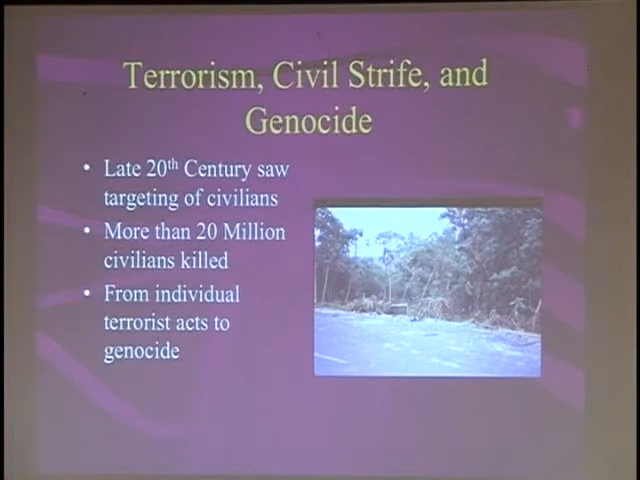 Terrorism, Civil Strife, and
Genocide
• Late 20th Century saw
targeting of civilians
• More than 20 Million
civilians killed
• From individual
terrorist acts to
genocide